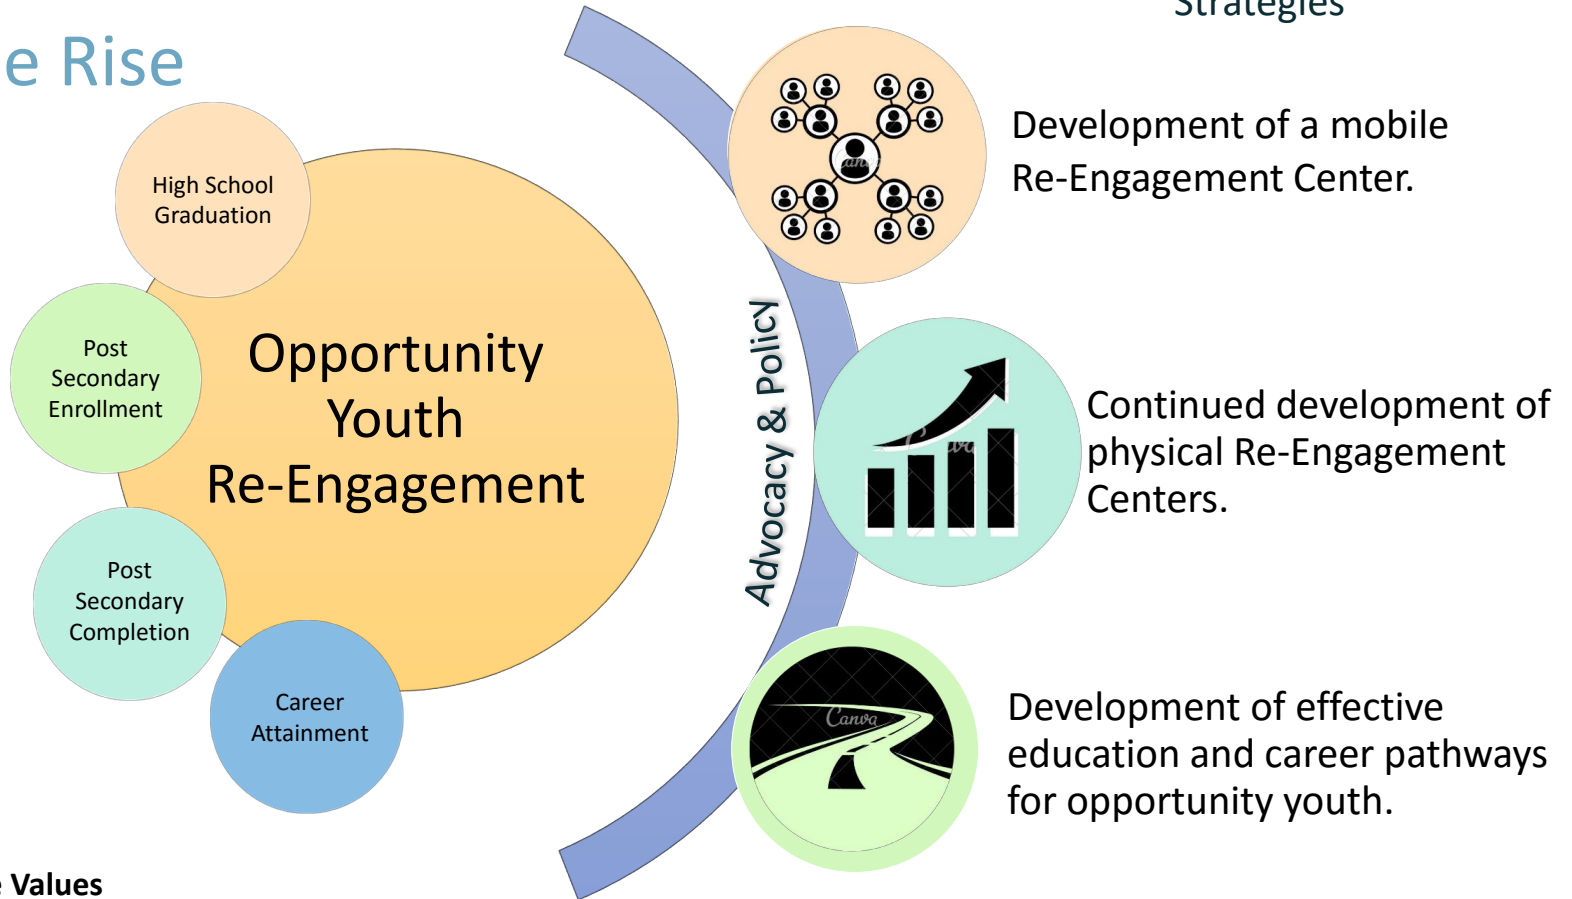 Strategies
e Rise
High School
Graduation
Post
Secondary
Enrollment
Post
Secondary
Completion
Career
Attainment
Opportunity
Youth
Re-Engagement
Advocacy & Policy
Canva
Development of a mobile
Re-Engagement Center.
Canva
Continued development of
physical Re-Engagement
Centers.
Canva
Development of effective
education and career pathways
for opportunity youth.
e Values